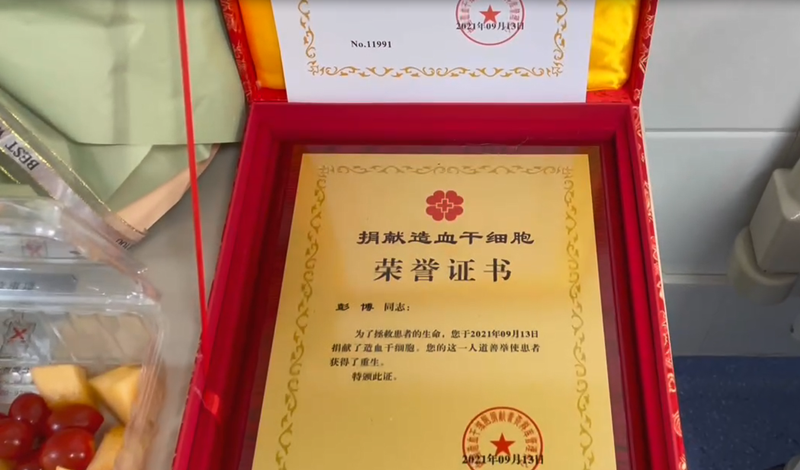 2021年09月13日
No.11991
BEST
捐献造血干细胞
荣誉证书
彭 博 同志：
为了拯救患者的生命，您于2021年09月13日
捐献了造血干细胞。您的这一人道善举使患者
获得了重生。
特颁此证。
2021年09月13日